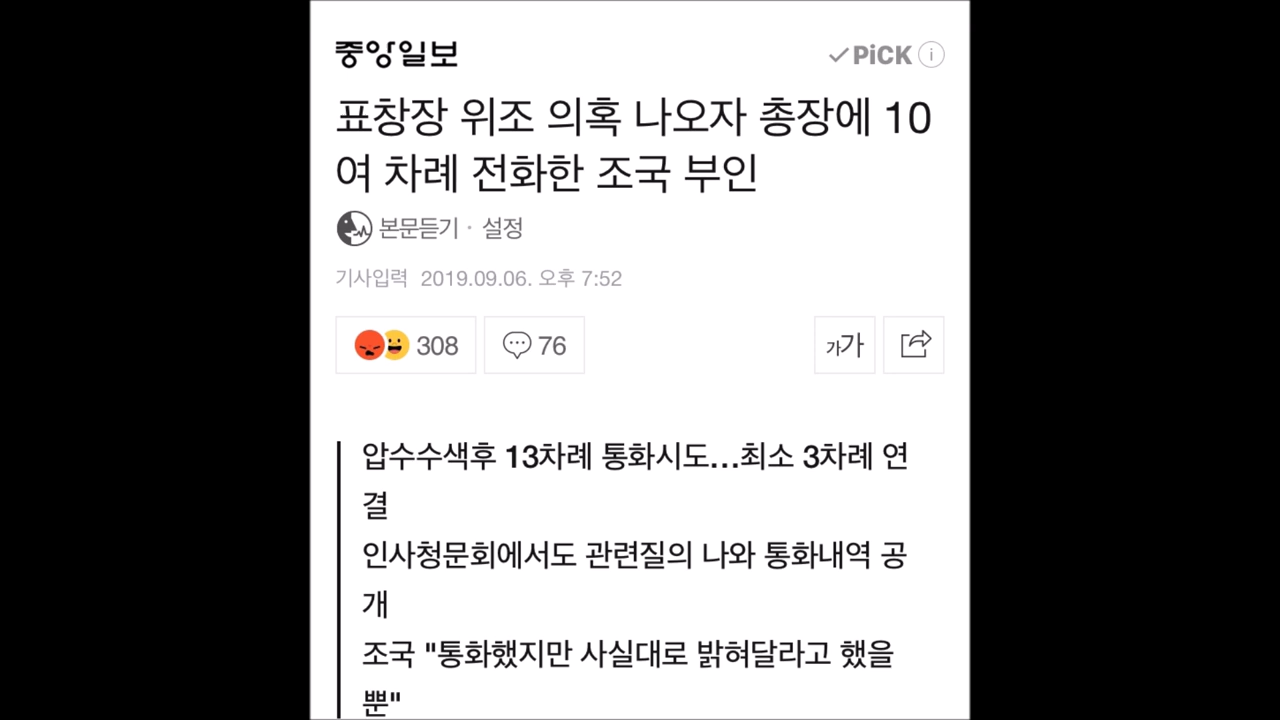 중앙일보
PiCK i
표창장 위조 의혹 나오자 총장에 10
여 차례 전화한 조국 부인
본문듣기 · 설정
기사입력 2019.09.06. 오후 7:52
308
76
가가
압수수색후 13차례 통화시도...최소 3차례 연
결
인사청문회에서도 관련질의 나와 통화내역 공
개
조국 "통화했지만 사실대로 밝혀달라고 했을
뿐"